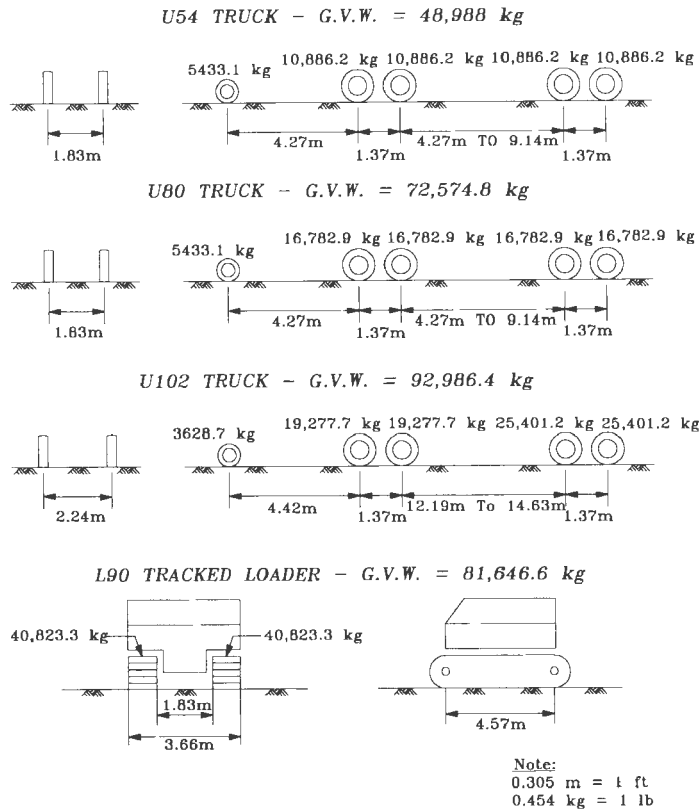 U54 TRUCK - G.V.W. = 48,988 kg
5433.1 kg 10,886.2 kg 10,886.2 kg 10,886.2 kg 10,886.2 kg
1.83m 4.27m 1.37m 4.27m TO 9.14m 1.37m
U80 TRUCK - G.V.W. = 72,574.8 kg
5433.1 kg 16,782.9 kg 16,782.9 kg 16,782.9 kg 16,782.9 kg
1.83m 4.27m 1.37m 4.27m TO 9.14m 1.37m
U102 TRUCK - G.V.W. = 92,986.4 kg
3628.7 kg 19,277.7 kg 19,277.7 kg 25,401.2 kg 25,401.2 kg
2.24m 4.42m 1.37m 12.19m To 14.63m 1.37m
L90 TRACKED LOADER - G.V.W. = 81,646.6 kg
40,823.3 kg 40,823.3 kg
1.83m 4.57m
3.66m
Note:
0.305 m = 1 ft
0.454 kg = 1 lb